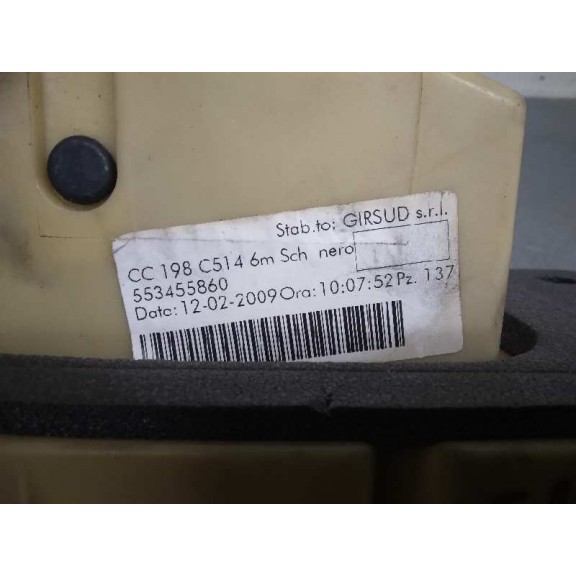 Stab.to: GIRSUD s.r.l.
CC 198 C514 6m Sch nero
553455860
Data: 12-02-2009 Ora: 10:07:52 Pz. 137